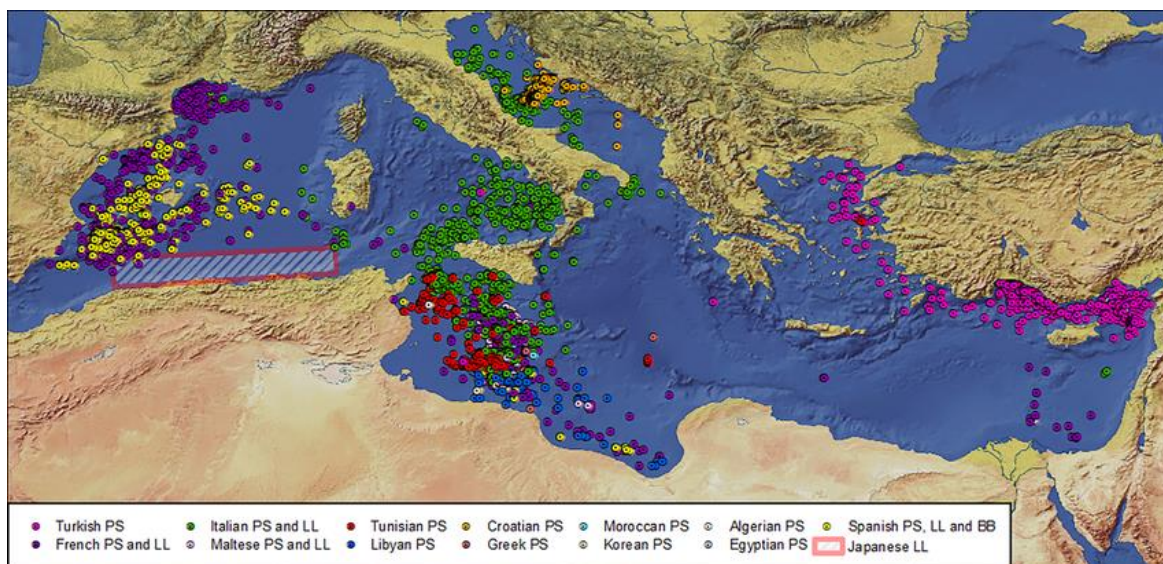 Turkish PS Italian PS and LL Tunisian PS Croatian PS Moroccan PS Algerian PS Spanish PS, LL and BB
French PS and LL Maltese PS and LL Libyan PS Greek PS Korean PS Egyptian PS Japanese LL